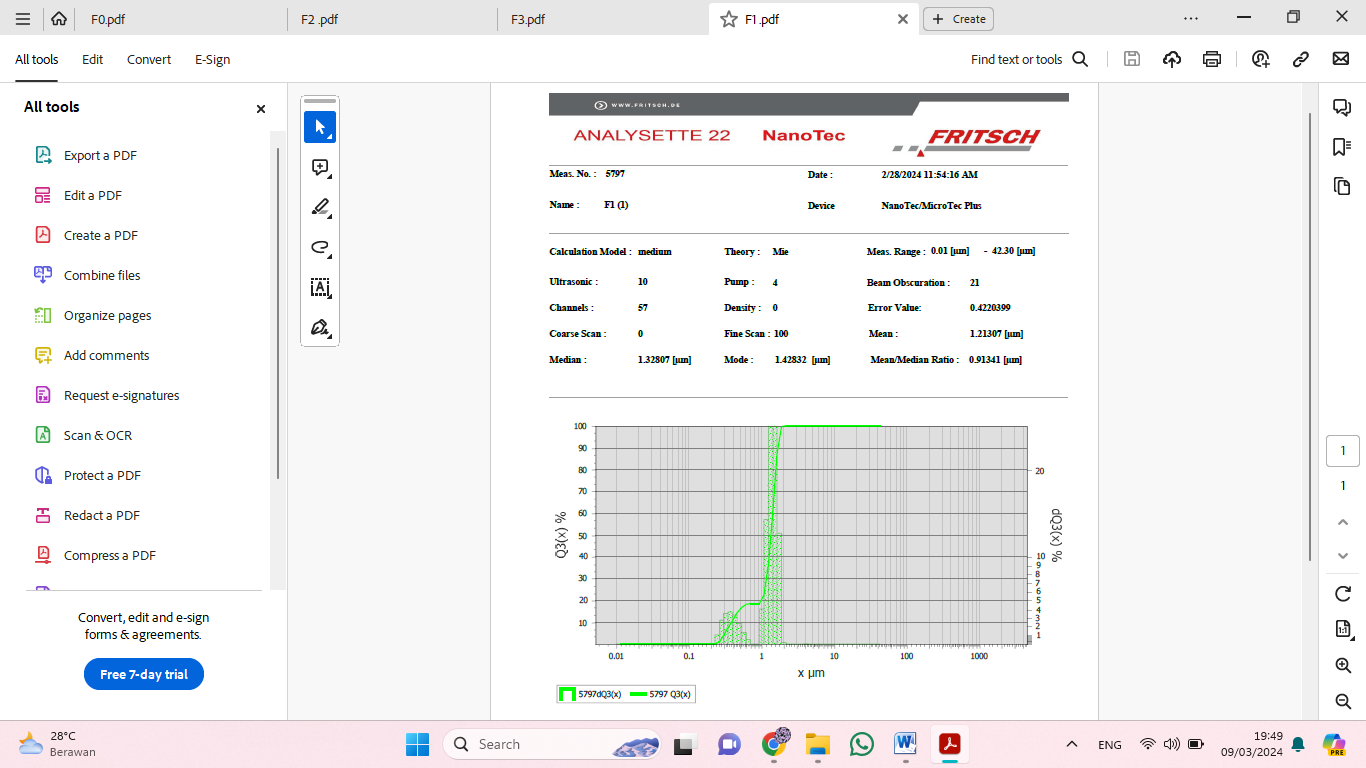 F0.pdf F2 .pdf F3.pdf F1 .pdf Create
All tools Edit Convert E-Sign Find text or tools
All tools
Export a PDF
Edit a PDF
Create a PDF
Combine files
Organize pages
Add comments
Request e-signatures
Scan & OCR
Protect a PDF
Redact a PDF
Compress a PDF
Convert, edit and e-sign
forms & agreements.
Free 7-day trial
WWW.FRITSCH.DE
ANALYSETTE 22 NanoTec FRITSCH
Meas. No. : 5797 Date : 2/28/2024 11:54:16 AM
Name : F1 (1) Device NanoTec/MicroTec Plus
Calculation Model : medium Theory : Mie Meas. Range : 0.01 [µm] - 42.30 [µm]
Ultrasonic : 10 Pump : 4 Beam Obscuration : 21
Channels : 57 Density : 0 Error Value: 0.4220399
Coarse Scan : 0 Fine Scan : 100 Mean : 1.21307 [µm]
Median : 1.32807 [µm] Mode : 1.42832 [µm] Mean/Median Ratio : 0.91341 [µm]
Q3(x) %
100
90
80
70
60
50
40
30
20
10
dQ3(x) %
20
10
9
8
7
6
5
4
3
2
1
0.01 0.1 1 10 100 1000
x µm
5797dQ3(x) 5797 Q3(x)
1
1
1:1
28°C
Berawan
Search
ENG
19:49
09/03/2024
PRE